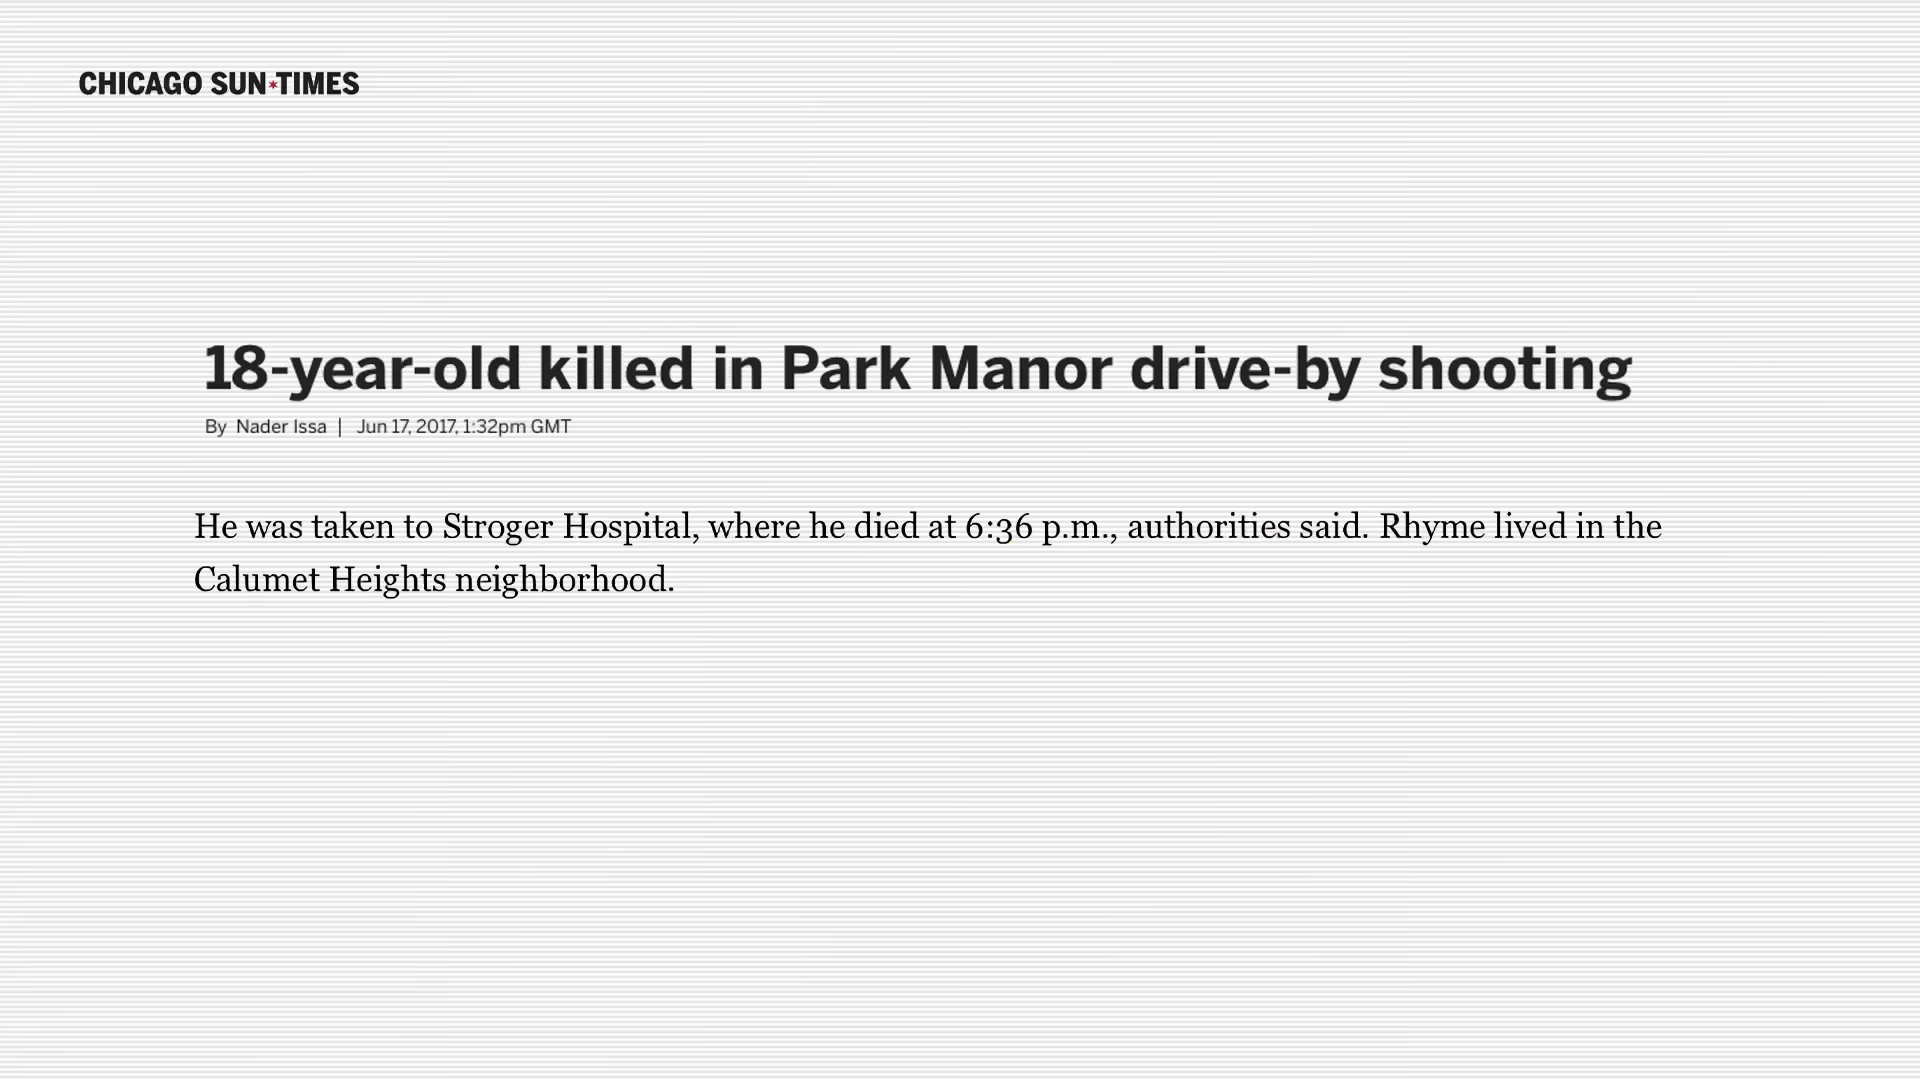 CHICAGO SUN*TIMES
18-year-old killed in Park Manor drive-by shooting
By Nader Issa | Jun 17, 2017, 1:32pm GMT
He was taken to Stroger Hospital, where he died at 6:36 p.m., authorities said. Rhyme lived in the
Calumet Heights neighborhood.